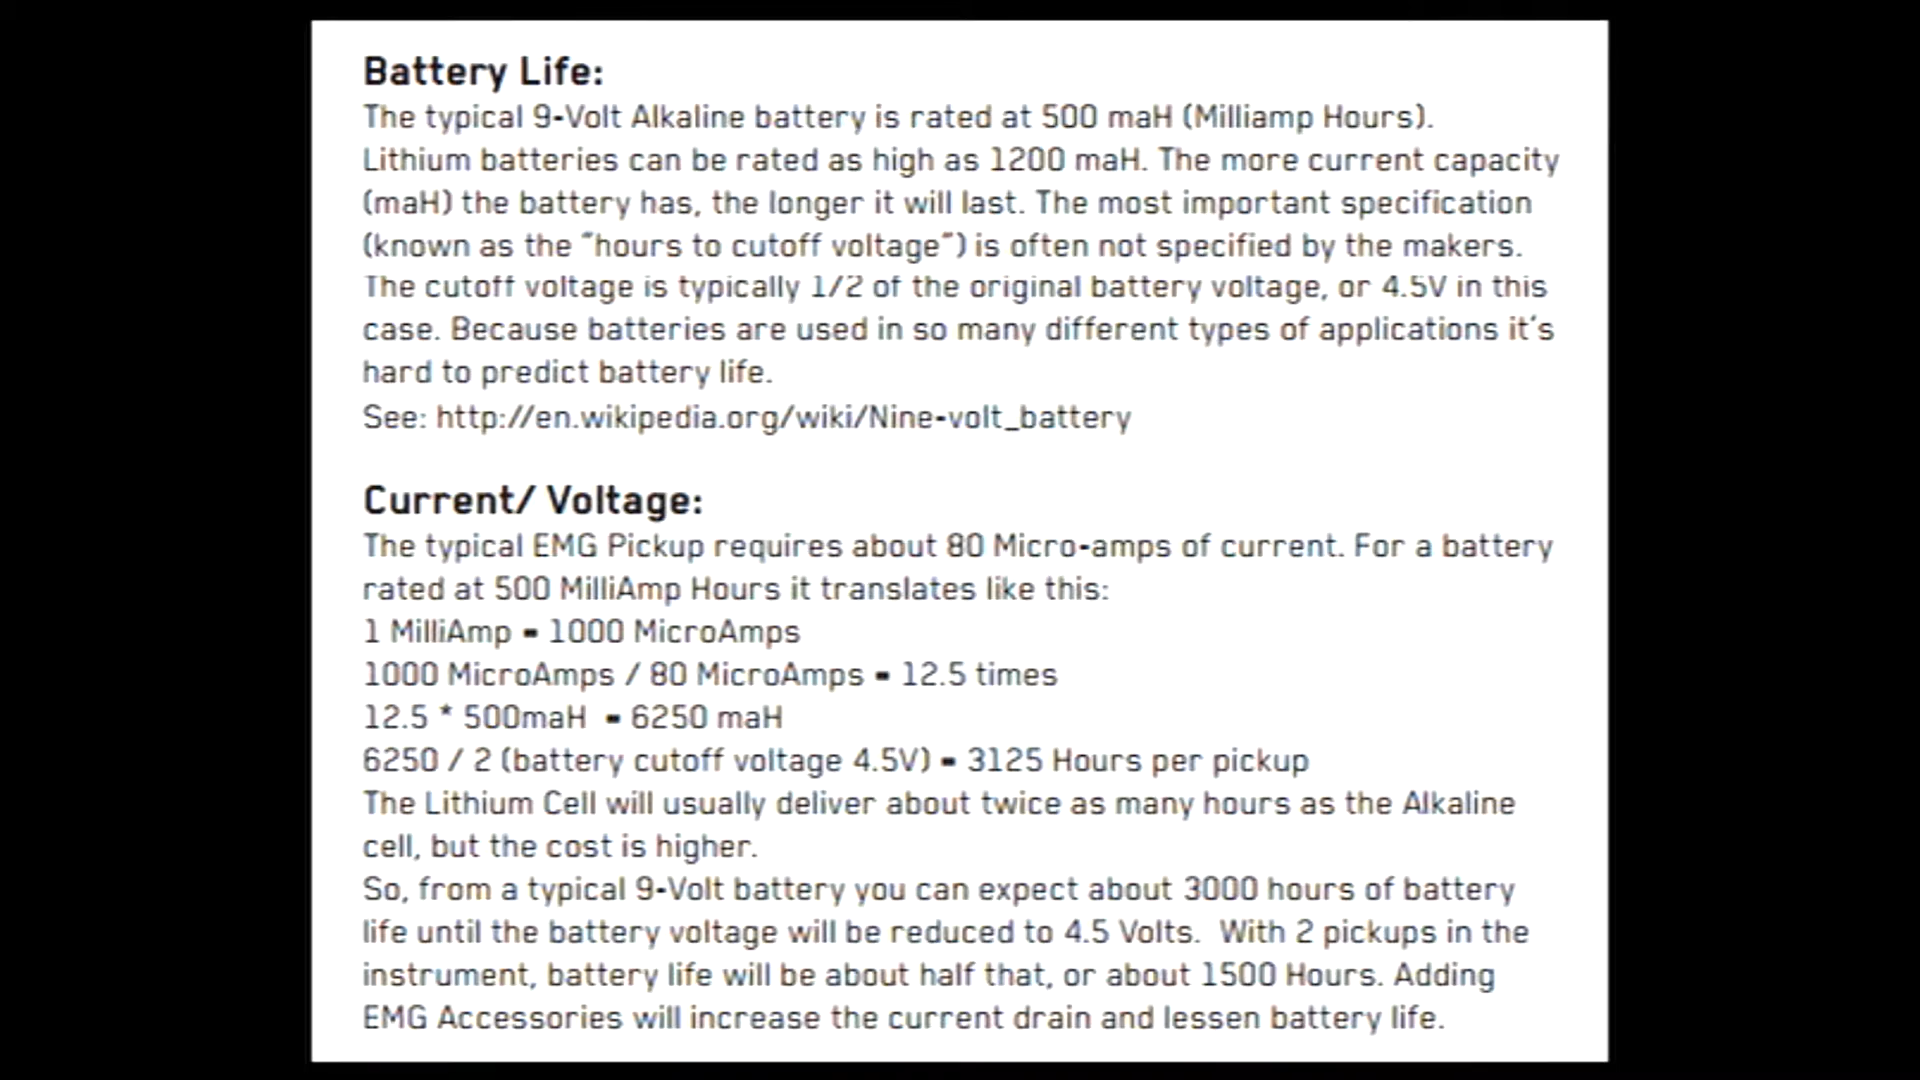 Battery Life:
The typical 9-Volt Alkaline battery is rated at 500 maH (Milliamp Hours).
Lithium batteries can be rated as high as 1200 maH. The more current capacity
(maH) the battery has, the longer it will last. The most important specification
(known as the "hours to cutoff voltage") is often not specified by the makers.
The cutoff voltage is typically 1/2 of the original battery voltage, or 4.5V in this
case. Because batteries are used in so many different types of applications it's
hard to predict battery life.
See: http://en.wikipedia.org/wiki/Nine-volt_battery
Current/ Voltage:
The typical EMG Pickup requires about 80 Micro-amps of current. For a battery
rated at 500 MilliAmp Hours it translates like this:
1 MilliAmp = 1000 MicroAmps
1000 MicroAmps / 80 MicroAmps = 12.5 times
12.5 * 500maH = 6250 maH
6250 / 2 (battery cutoff voltage 4.5V) = 3125 Hours per pickup
The Lithium Cell will usually deliver about twice as many hours as the Alkaline
cell, but the cost is higher.
So, from a typical 9-Volt battery you can expect about 3000 hours of battery
life until the battery voltage will be reduced to 4.5 Volts. With 2 pickups in the
instrument, battery life will be about half that, or about 1500 Hours. Adding
EMG Accessories will increase the current drain and lessen battery life.